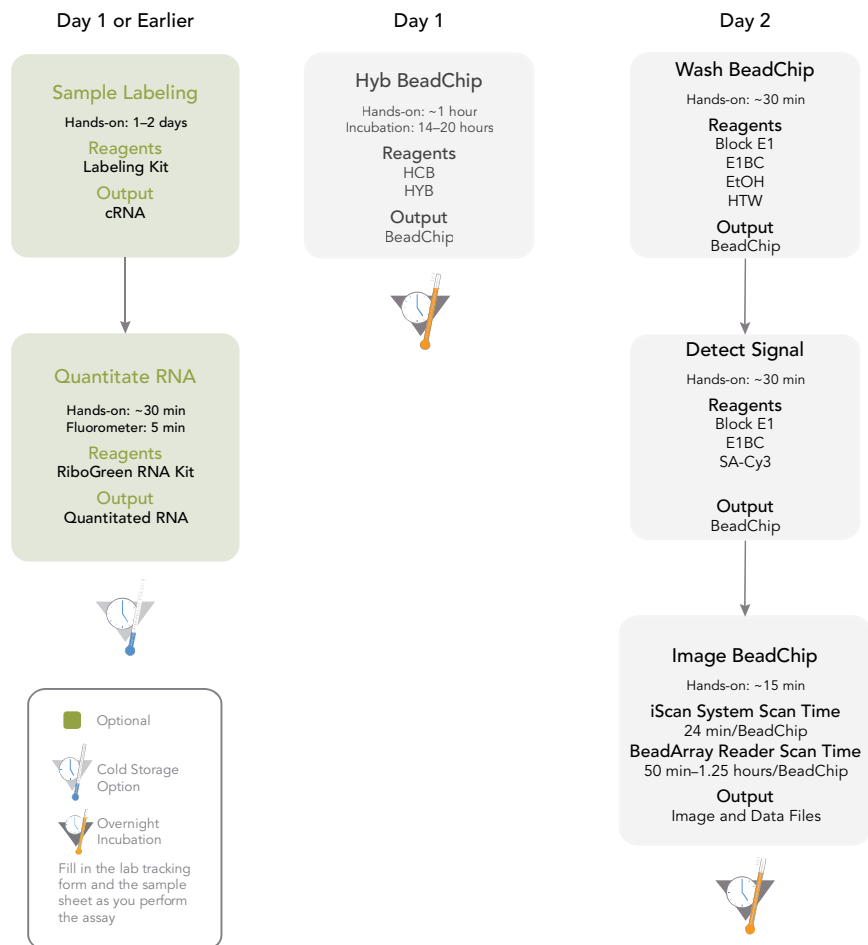 Day 1 or Earlier
Sample Labeling
Hands-on: 1–2 days
Reagents
Labeling Kit
Output
cRNA
Quantitate RNA
Hands-on: ~30 min
Fluorometer: 5 min
Reagents
RiboGreen RNA Kit
Output
Quantitated RNA
Optional
Cold Storage
Option
Overnight
Incubation
Fill in the lab tracking
form and the sample
sheet as you perform
the assay
Day 1
Hyb BeadChip
Hands-on: ~1 hour
Incubation: 14–20 hours
Reagents
HCB
HYB
Output
BeadChip
Day 2
Wash BeadChip
Hands-on: ~30 min
Reagents
Block E1
E1BC
EtOH
HTW
Output
BeadChip
Detect Signal
Hands-on: ~30 min
Reagents
Block E1
E1BC
SA-Cy3
Output
BeadChip
Image BeadChip
Hands-on: ~15 min
iScan System Scan Time
24 min/BeadChip
BeadArray Reader Scan Time
50 min–1.25 hours/BeadChip
Output
Image and Data Files